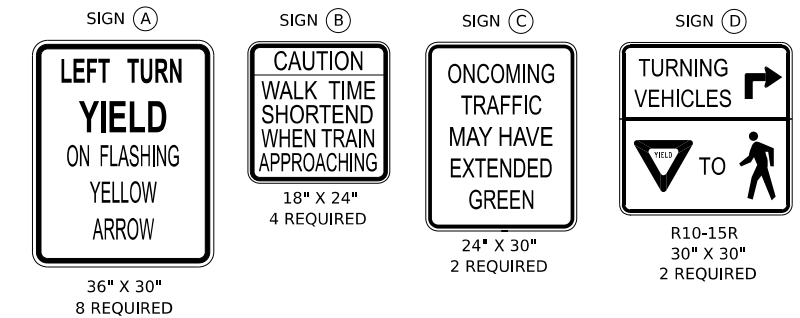 SIGN A
LEFT TURN
YIELD
ON FLASHING
YELLOW
ARROW
36" X 30"
8 REQUIRED
SIGN B
CAUTION
WALK TIME
SHORTEND
WHEN TRAIN
APPROACHING
18" X 24"
4 REQUIRED
SIGN C
ONCOMING
TRAFFIC
MAY HAVE
EXTENDED
GREEN
24" X 30"
2 REQUIRED
SIGN D
TURNING
VEHICLES
YIELD TO
R10-15R
30" X 30"
2 REQUIRED